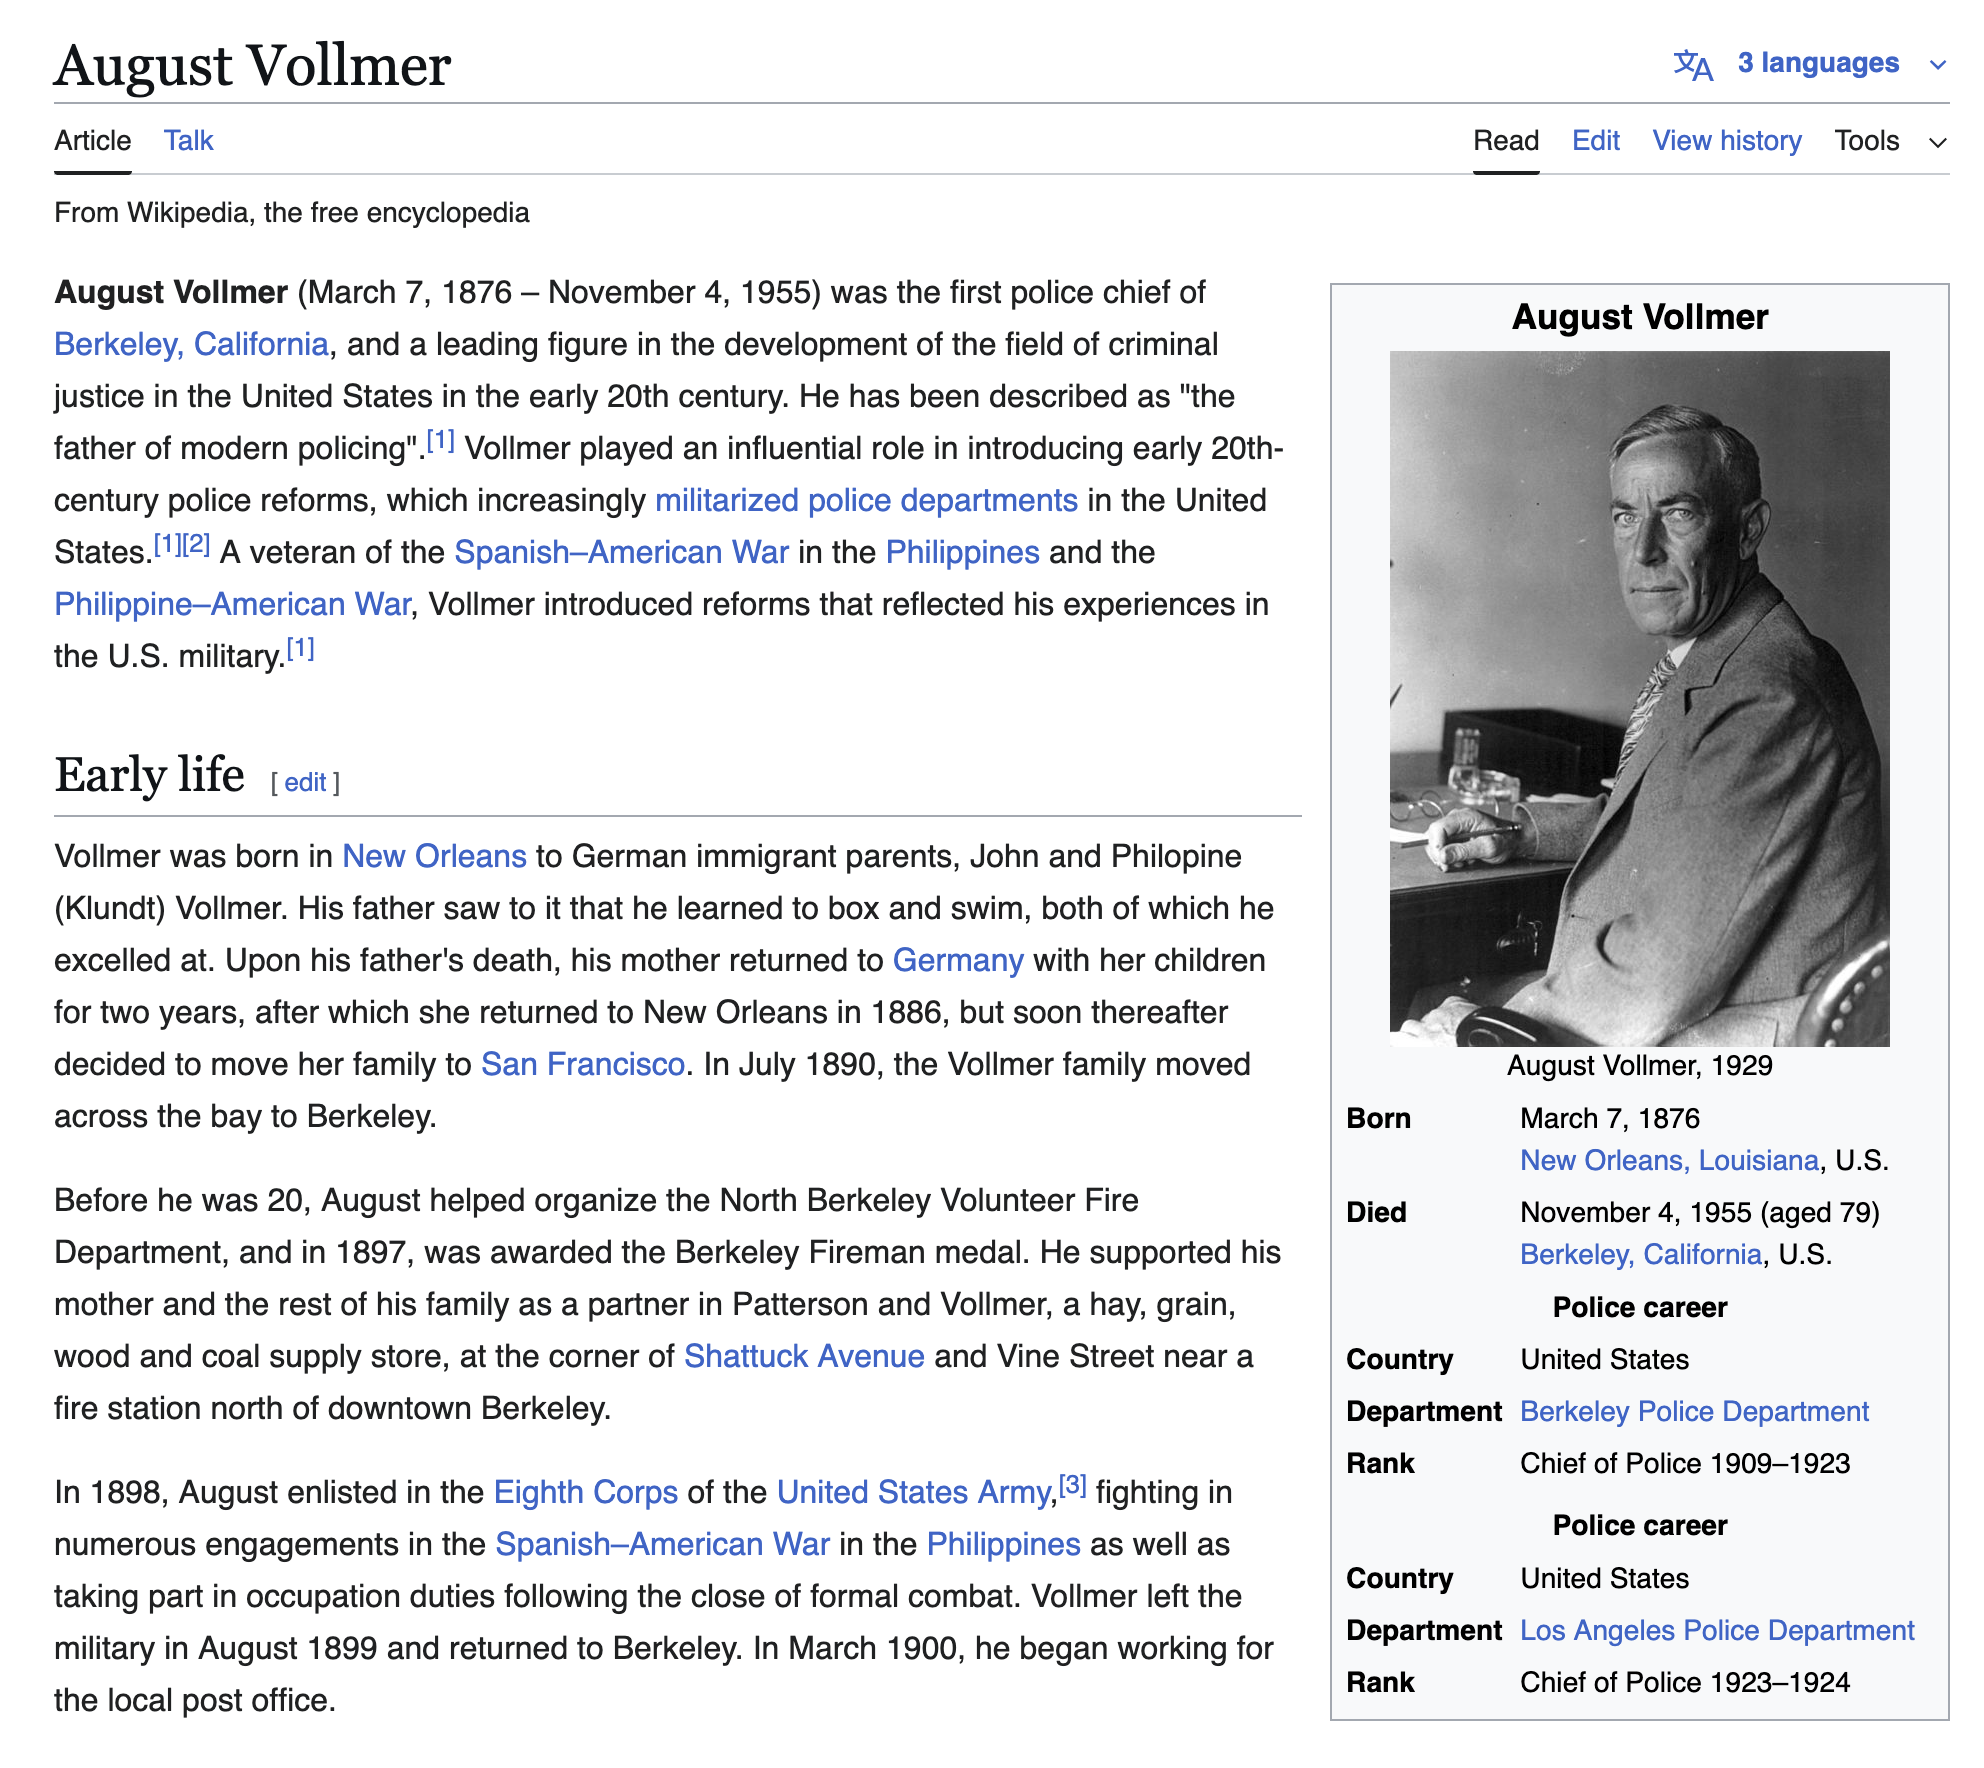 August Vollmer
3 languages
Article Talk
Read Edit View history Tools
From Wikipedia, the free encyclopedia
August Vollmer (March 7, 1876 – November 4, 1955) was the first police chief of
Berkeley, California, and a leading figure in the development of the field of criminal
justice in the United States in the early 20th century. He has been described as "the
father of modern policing".[1] Vollmer played an influential role in introducing early 20th-
century police reforms, which increasingly militarized police departments in the United
States.[1][2] A veteran of the Spanish–American War in the Philippines and the
Philippine–American War, Vollmer introduced reforms that reflected his experiences in
the U.S. military.[1]
Early life [ edit ]
Vollmer was born in New Orleans to German immigrant parents, John and Philopine
(Klundt) Vollmer. His father saw to it that he learned to box and swim, both of which he
excelled at. Upon his father's death, his mother returned to Germany with her children
for two years, after which she returned to New Orleans in 1886, but soon thereafter
decided to move her family to San Francisco. In July 1890, the Vollmer family moved
across the bay to Berkeley.
Before he was 20, August helped organize the North Berkeley Volunteer Fire
Department, and in 1897, was awarded the Berkeley Fireman medal. He supported his
mother and the rest of his family as a partner in Patterson and Vollmer, a hay, grain,
wood and coal supply store, at the corner of Shattuck Avenue and Vine Street near a
fire station north of downtown Berkeley.
In 1898, August enlisted in the Eighth Corps of the United States Army,[3] fighting in
numerous engagements in the Spanish–American War in the Philippines as well as
taking part in occupation duties following the close of formal combat. Vollmer left the
military in August 1899 and returned to Berkeley. In March 1900, he began working for
the local post office.
August Vollmer
August Vollmer, 1929
Born March 7, 1876
New Orleans, Louisiana, U.S.
Died November 4, 1955 (aged 79)
Berkeley, California, U.S.
Police career
Country United States
Department Berkeley Police Department
Rank Chief of Police 1909–1923
Police career
Country United States
Department Los Angeles Police Department
Rank Chief of Police 1923–1924